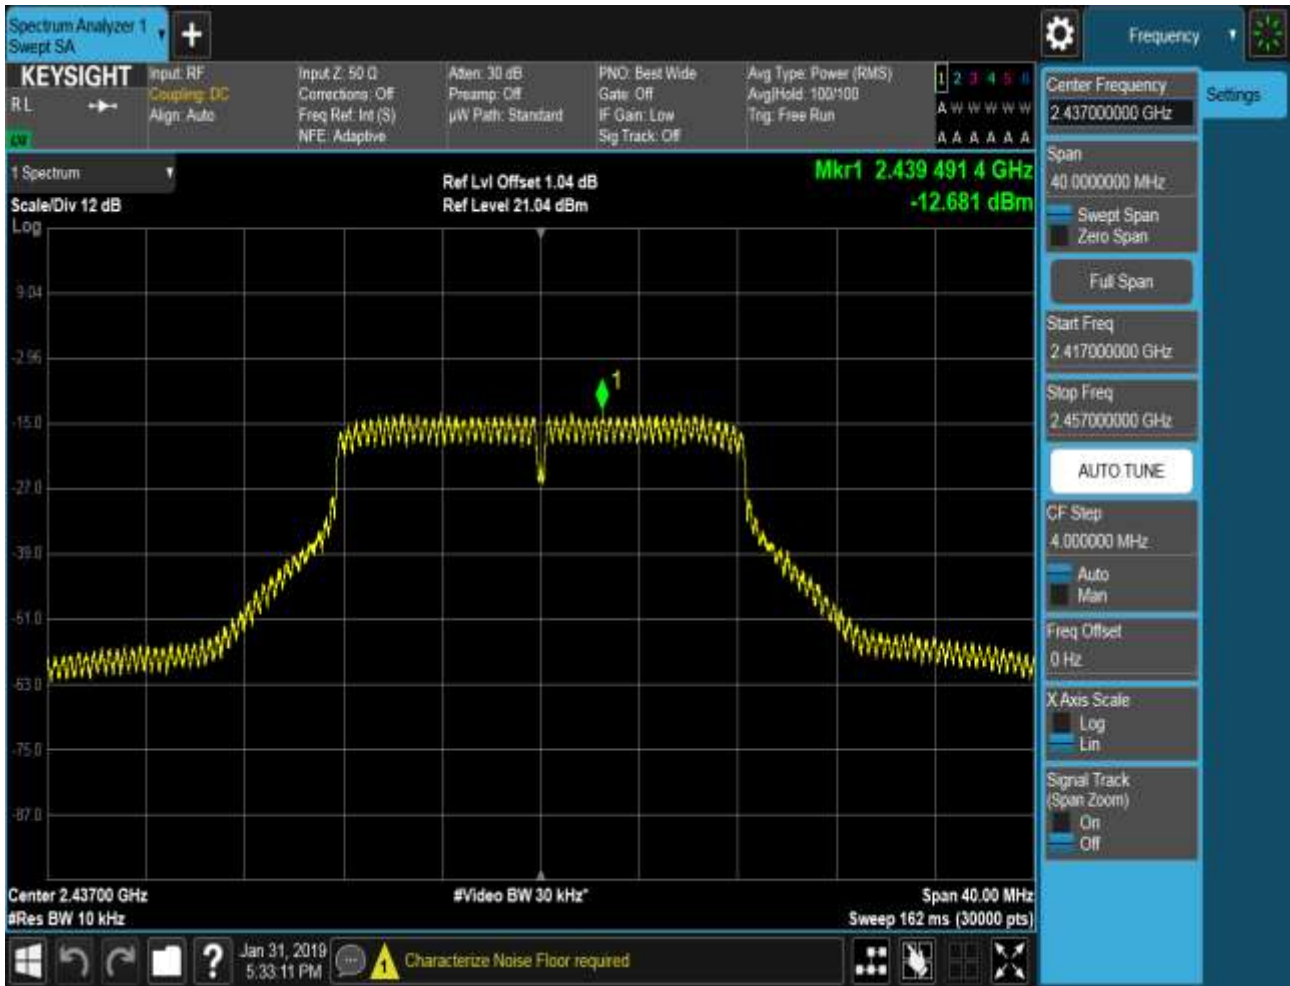 Spectrum Analyzer 1
Swept SA
+
Frequency
KEYSIGHT
RL
LXI
Input: RF
Coupling: DC
Align: Auto
Input Z: 50 Ω
Corrections: Off
Freq Ref: Int (S)
NFE: Adaptive
Atten: 30 dB
Preamp: Off
µW Path: Standard
PNO: Best Wide
Gate: Off
IF Gain: Low
Sig Track: Off
Avg Type: Power (RMS)
Avg|Hold: 100/100
Trig: Free Run
1 2 3 4 5 6
A W W W W W
A A A A A A
Center Frequency
2.437000000 GHz
Settings
Span
40.0000000 MHz
Swept Span
Zero Span
Full Span
Start Freq
2.417000000 GHz
Stop Freq
2.457000000 GHz
AUTO TUNE
CF Step
4.000000 MHz
Auto
Man
Freq Offset
0 Hz
X Axis Scale
Log
Lin
Signal Track
(Span Zoom)
On
Off
1 Spectrum
Scale/Div 12 dB
Log
Ref Lvl Offset 1.04 dB
Ref Level 21.04 dBm
Mkr1 2.439 491 4 GHz
-12.681 dBm
9.04
-2.96
-15.0
-27.0
-39.0
-51.0
-63.0
-75.0
-87.0
1
Center 2.43700 GHz
#Res BW 10 kHz
#Video BW 30 kHz*
Span 40.00 MHz
Sweep 162 ms (30000 pts)
?
Jan 31, 2019
5:33:11 PM
1
Characterize Noise Floor required